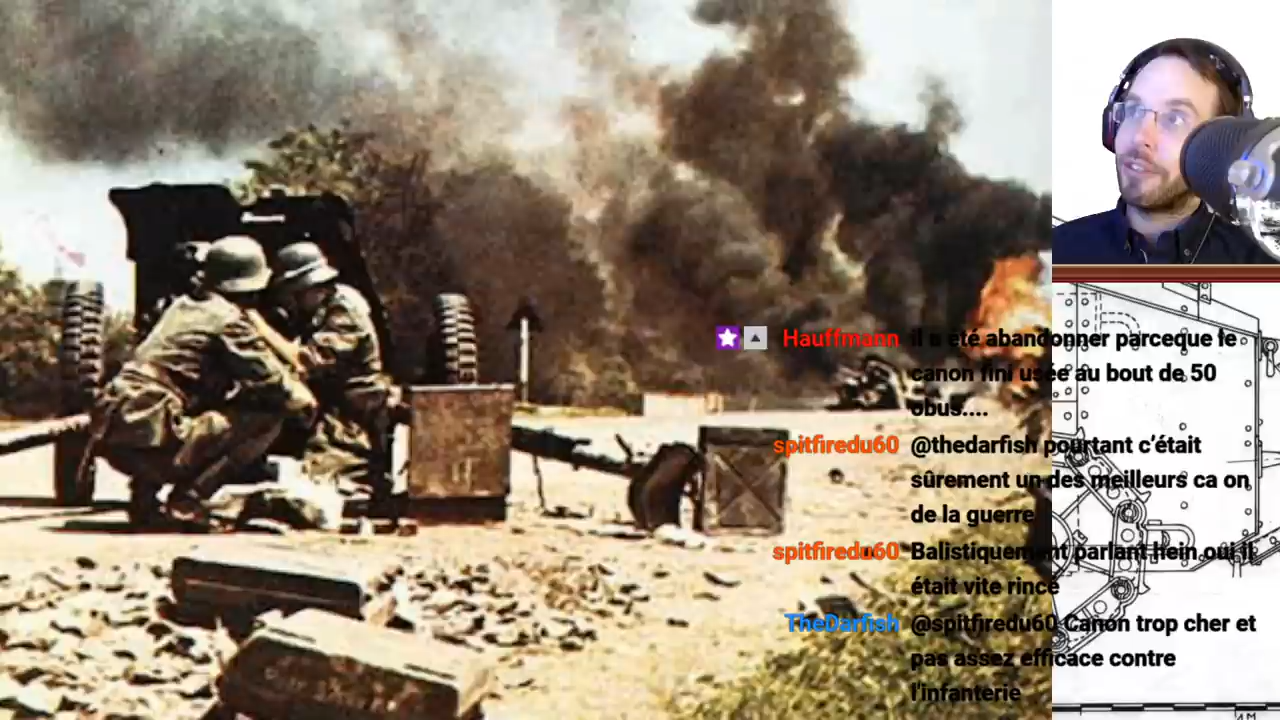 Hauffmann il a été abandonner parceque le
canon fini usée au bout de 50
obus....
spitfiredu60 @thedarfish pourtant c’était
sûrement un des meilleurs ca on
de la guerre
spitfiredu60 Balistiquement parlant hein oui il
était vite rincé
TheDarfish @spitfiredu60 Canon trop cher et
pas assez efficace contre
l'infanterie
4M